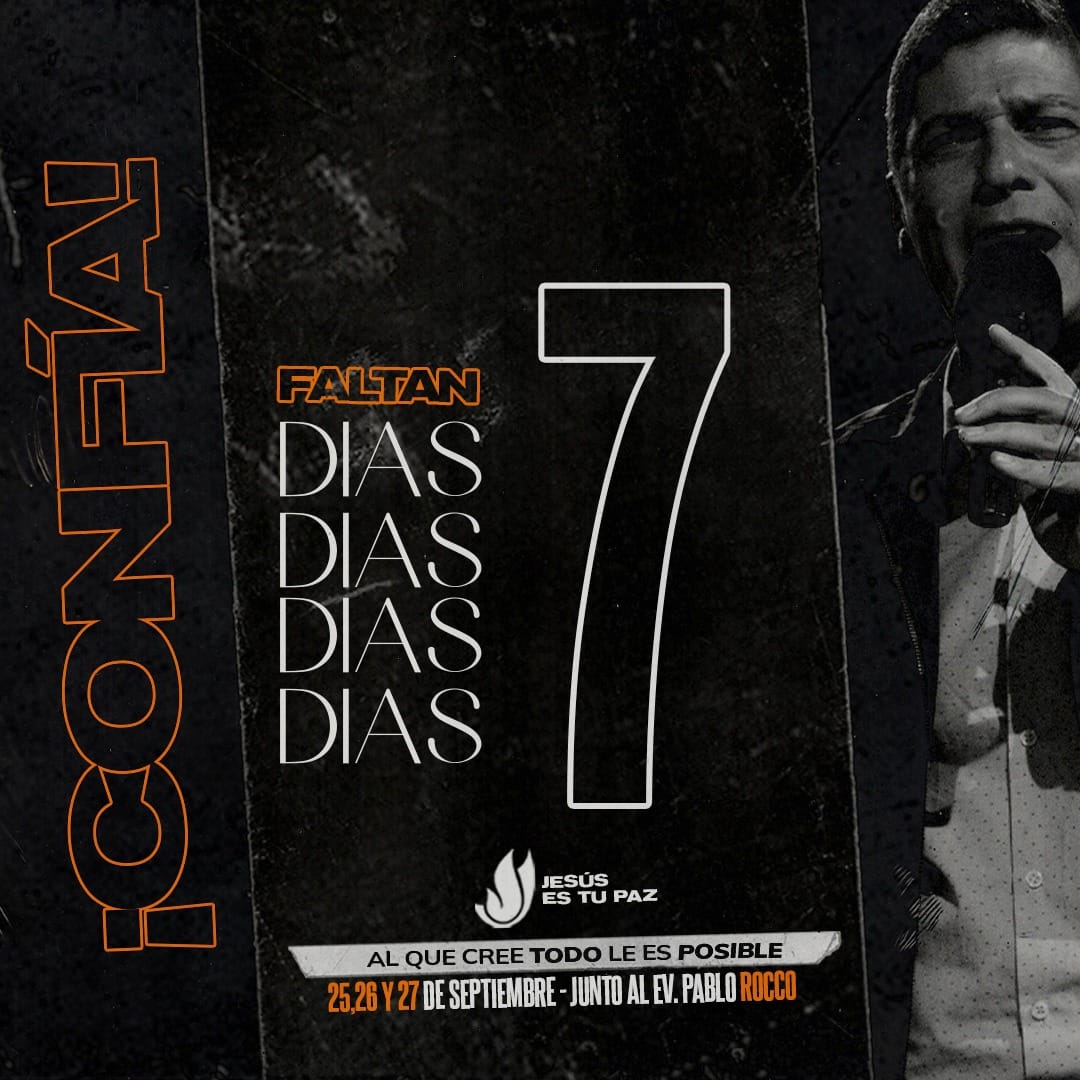 ¡CONFÍA!
FALTAN
DIAS
DIAS
DIAS
DIAS
7
JESÚS
ES TU PAZ
AL QUE CREE TODO LE ES POSIBLE
25,26 Y 27 DE SEPTIEMBRE - JUNTO AL EV. PABLO ROCCO